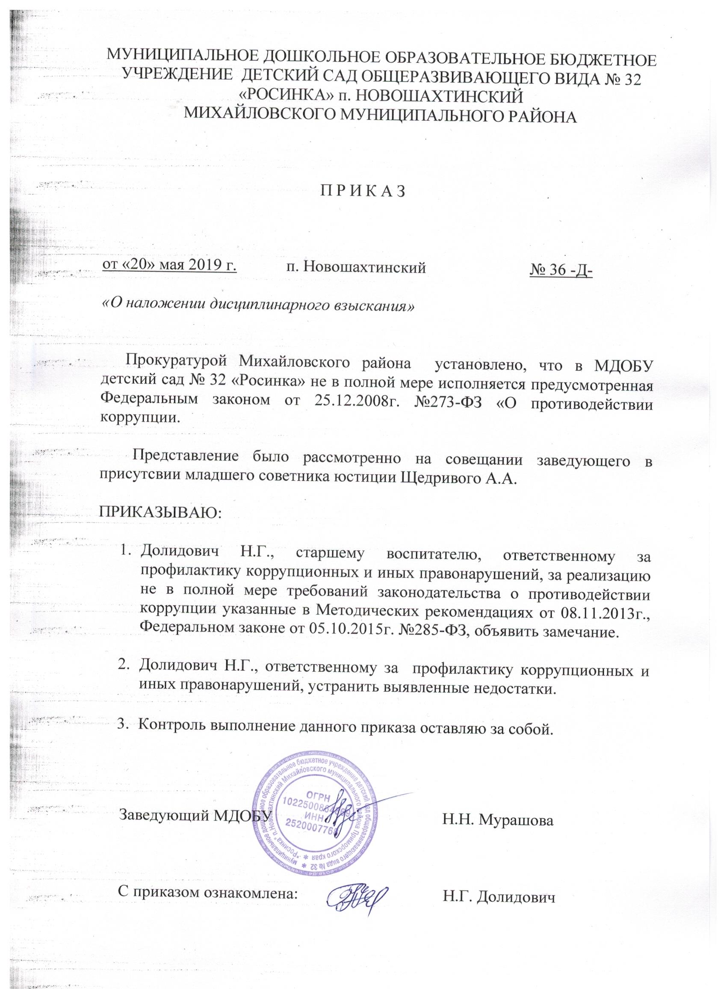 МУНИЦИПАЛЬНОЕ ДОШКОЛЬНОЕ ОБРАЗОВАТЕЛЬНОЕ БЮДЖЕТНОЕ
УЧРЕЖДЕНИЕ ДЕТСКИЙ САД ОБЩЕРАЗВИВАЮЩЕГО ВИДА № 32
«РОСИНКА» п. НОВОШАХТИНСКИЙ
МИХАЙЛОВСКОГО МУНИЦИПАЛЬНОГО РАЙОНА
П Р И К А З
от «20» мая 2019 г. п. Новошахтинский № 36 -Д-
«О наложении дисциплинарного взыскания»
Прокуратурой Михайловского района установлено, что в МДОБУ
детский сад № 32 «Росинка» не в полной мере исполняется предусмотренная
Федеральным законом от 25.12.2008г. №273-ФЗ «О противодействии
коррупции.
Представление было рассмотренно на совещании заведующего в
присутсвии младшего советника юстиции Щедривого А.А.
ПРИКАЗЫВАЮ:
1. Долидович Н.Г., старшему воспитателю, ответственному за
профилактику коррупционных и иных правонарушений, за реализацию
не в полной мере требований законодательства о противодействии
коррупции указанные в Методических рекомендациях от 08.11.2013г.,
Федеральном законе от 05.10.2015г. №285-ФЗ, объявить замечание.
2. Долидович Н.Г., ответственному за профилактику коррупционных и
иных правонарушений, устранить выявленные недостатки.
3. Контроль выполнение данного приказа оставляю за собой.
муниципальное дошкольное образовательное бюджетное учреждение детский сад общеразвивающего вида № 32
"Росинка" п.Новошахтинский Михайловского муниципального района Приморского края
ОГРН
ИНН
Заведующий МДОБУ Н.Н. Мурашова
С приказом ознакомлена: Н.Г. Долидович